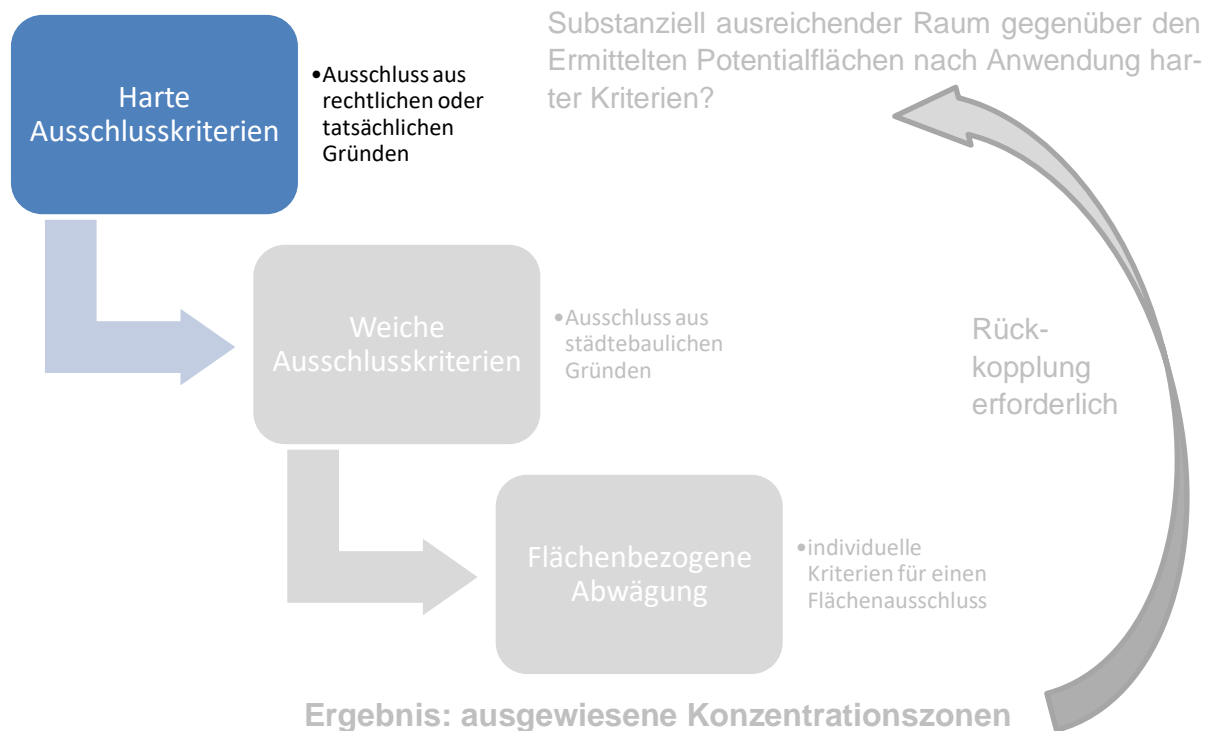 Harte
Ausschlusskriterien
•Ausschluss aus
rechtlichen oder
tatsächlichen
Gründen
Substanziell ausreichender Raum gegenüber den
Ermittelten Potentialflächen nach Anwendung har-
ter Kriterien?
Weiche
Ausschlusskriterien
•Ausschluss aus
städtebaulichen
Gründen
Rück-
kopplung
erforderlich
Flächenbezogene
Abwägung
•individuelle
Kriterien für einen
Flächenausschluss
Ergebnis: ausgewiesene Konzentrationszonen